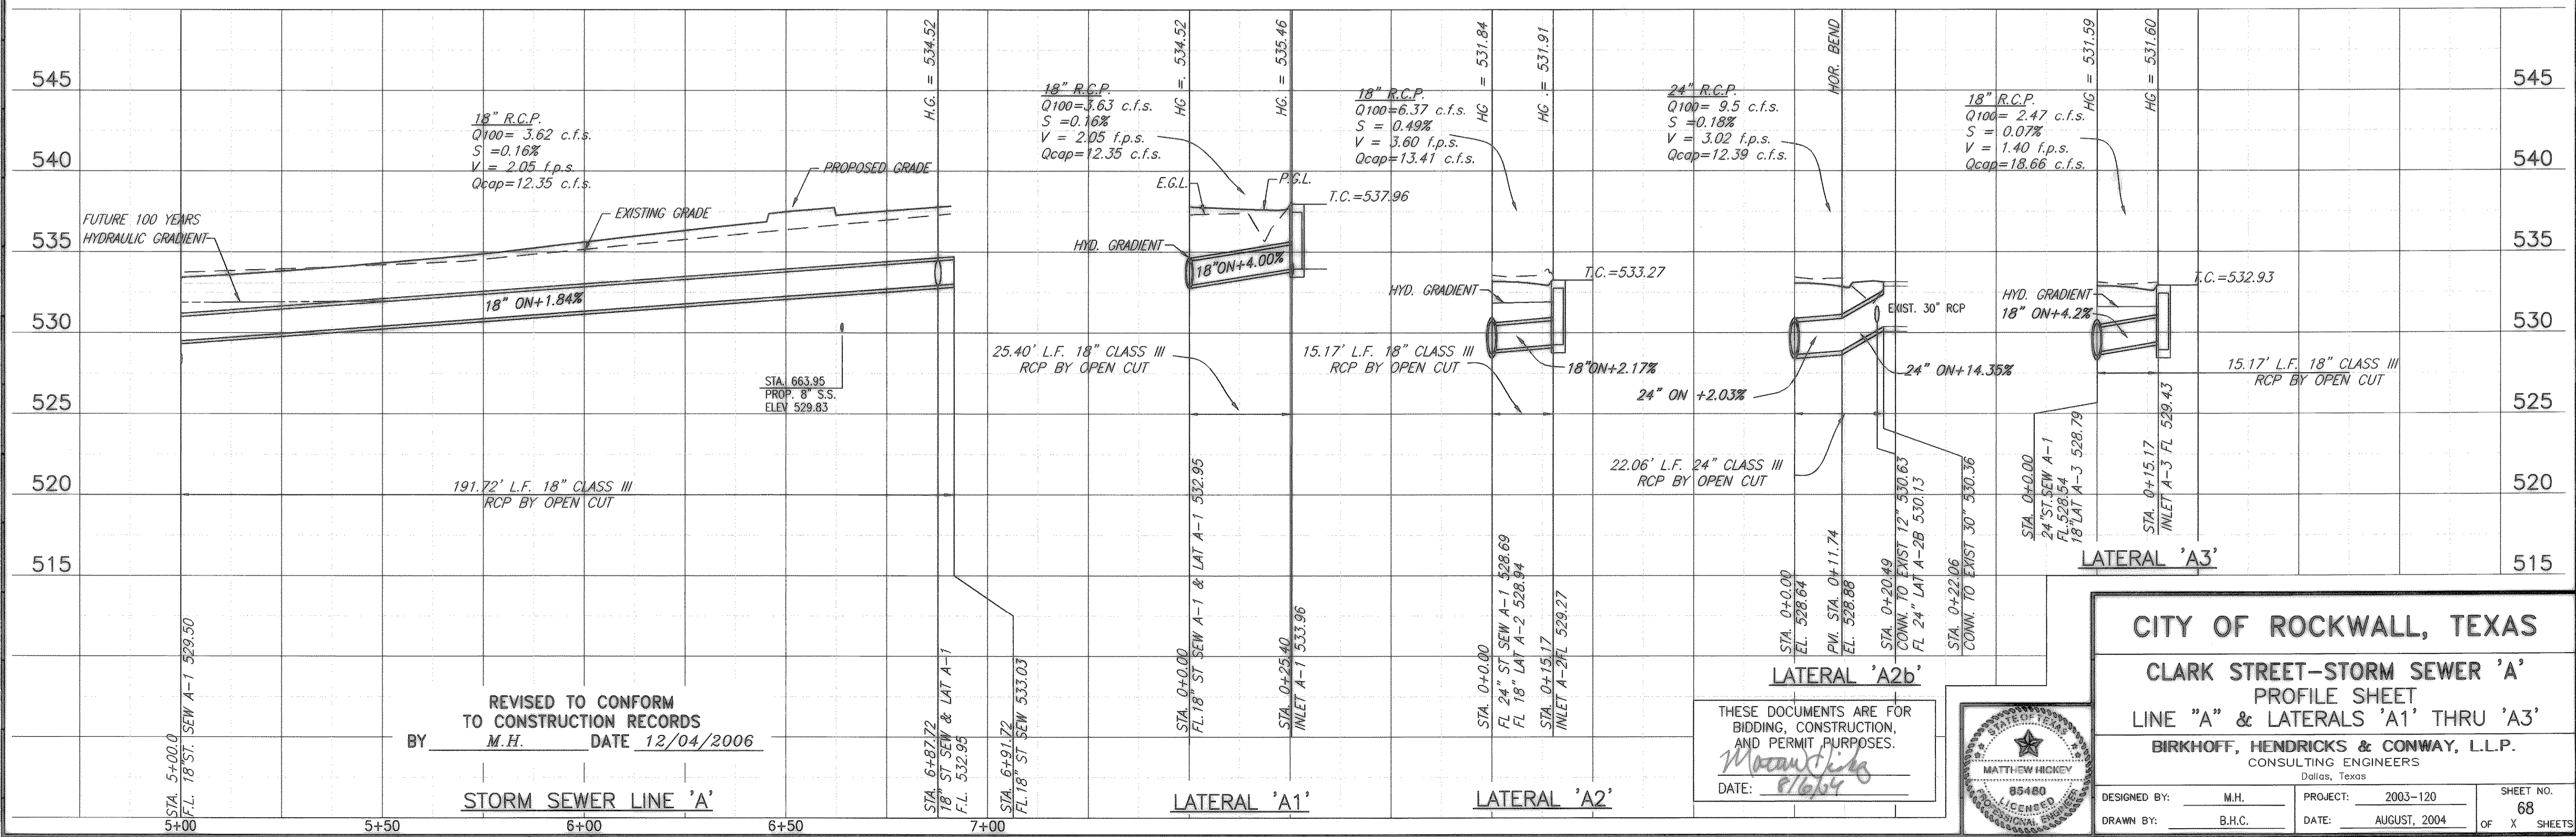 545
540
535
530
525
520
515
FUTURE 100 YEARS
HYDRAULIC GRADIENT
18" R.C.P.
Q100= 3.62 c.f.s.
S =0.16%
V = 2.05 f.p.s.
Qcap=12.35 c.f.s.
EXISTING GRADE
PROPOSED GRADE
H.G. = 534.52
18" ON+1.84%
STA. 663.95
PROP. 8" S.S.
ELEV 529.83
191.72' L.F. 18" CLASS III
RCP BY OPEN CUT
STA. 5+00.0
F.L. 18"ST. SEW A-1 529.50
REVISED TO CONFORM
TO CONSTRUCTION RECORDS
BY M.H. DATE 12/04/2006
STA. 6+87.72
18" ST SEW & LAT A-1
F.L. 532.95
STA. 6+91.72
FL.18" ST SEW 533.03
STORM SEWER LINE 'A'
5+00
5+50
6+00
6+50
7+00
HG =. 534.52
HG = 535.46
18" R.C.P.
Q100=3.63 c.f.s.
S =0.16%
V = 2.05 f.p.s.
Qcap=12.35 c.f.s.
E.G.L.
P.G.L.
T.C.=537.96
HYD. GRADIENT
18"ON+4.00%
25.40' L.F. 18" CLASS III
RCP BY OPEN CUT
STA. 0+0.00
FL.18" ST SEW A-1 & LAT A-1 532.95
STA. 0+25.40
INLET A-1 533.96
LATERAL 'A1'
HG = 531.84
HG .= 531.91
18" R.C.P.
Q100=6.37 c.f.s.
S = 0.49%
V = 3.60 f.p.s.
Qcap=13.41 c.f.s.
T.C.=533.27
HYD. GRADIENT
15.17' L.F. 18" CLASS III
RCP BY OPEN CUT
18"ON+2.17%
STA. 0+0.00
FL 24" ST SEW A-1 528.69
FL 18" LAT A-2 528.94
STA. 0+15.17
INLET A-2FL 529.27
LATERAL 'A2'
HOR. BEND
24" R.C.P.
Q100= 9.5 c.f.s.
S =0.18%
V = 3.02 f.p.s.
Qcap=12.39 c.f.s.
EXIST. 30" RCP
24" ON +2.03%
24" ON+14.35%
22.06' L.F. 24" CLASS III
RCP BY OPEN CUT
STA. 0+0.00
EL. 528.64
PVI. STA. 0+11.74
EL. 528.88
STA. 0+20.49
CONN. TO EXIST 12" 530.63
FL 24" LAT A-2B 530.13
STA. 0+22.06
CONN. TO EXIST 30" 530.36
LATERAL 'A2b'
HG = 531.59
HG = 531.60
18" R.C.P.
Q100= 2.47 c.f.s.
S = 0.07%
V = 1.40 f.p.s.
Qcap=18.66 c.f.s.
T.C.=532.93
HYD. GRADIENT
18" ON+4.2%
15.17' L.F. 18" CLASS III
RCP BY OPEN CUT
STA. 0+0.00
24"ST.SEW A-1
FL.528.54
18"LAT A-3 528.79
STA. 0+15.17
INLET A-3 FL 529.43
LATERAL 'A3'
545
540
535
530
525
520
515
THESE DOCUMENTS ARE FOR
BIDDING, CONSTRUCTION,
AND PERMIT PURPOSES.
DATE: 8/6/04
STATE OF TEXAS
MATTHEW HICKEY
85480
LICENSED
PROFESSIONAL ENGINEER
CITY OF ROCKWALL, TEXAS
CLARK STREET-STORM SEWER 'A'
PROFILE SHEET
LINE "A" & LATERALS 'A1' THRU 'A3'
BIRKHOFF, HENDRICKS & CONWAY, L.L.P.
CONSULTING ENGINEERS
Dallas, Texas
DESIGNED BY: M.H.
PROJECT: 2003-120
SHEET NO.
68
DRAWN BY: B.H.C.
DATE: AUGUST, 2004
OF X SHEETS